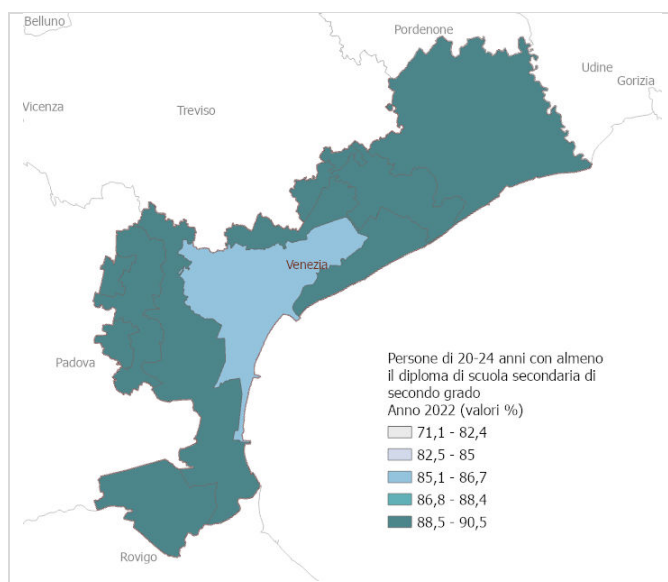 Belluno
Pordenone
Udine
Gorizia
Vicenza
Treviso
Venezia
Padova
Rovigo
Persone di 20-24 anni con almeno
il diploma di scuola secondaria di
secondo grado
Anno 2022 (valori %)
71,1 - 82,4
82,5 - 85
85,1 - 86,7
86,8 - 88,4
88,5 - 90,5